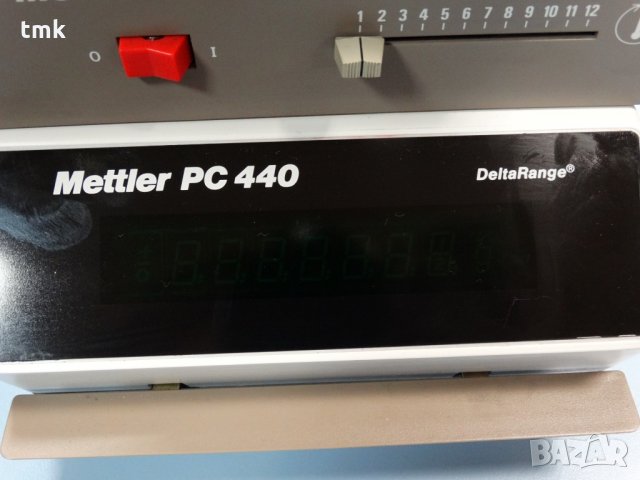 tmk
1 2 3 4 5 6 7 8 9 10 11 12
O I
Mettler PC 440
DeltaRange®
BAZAR